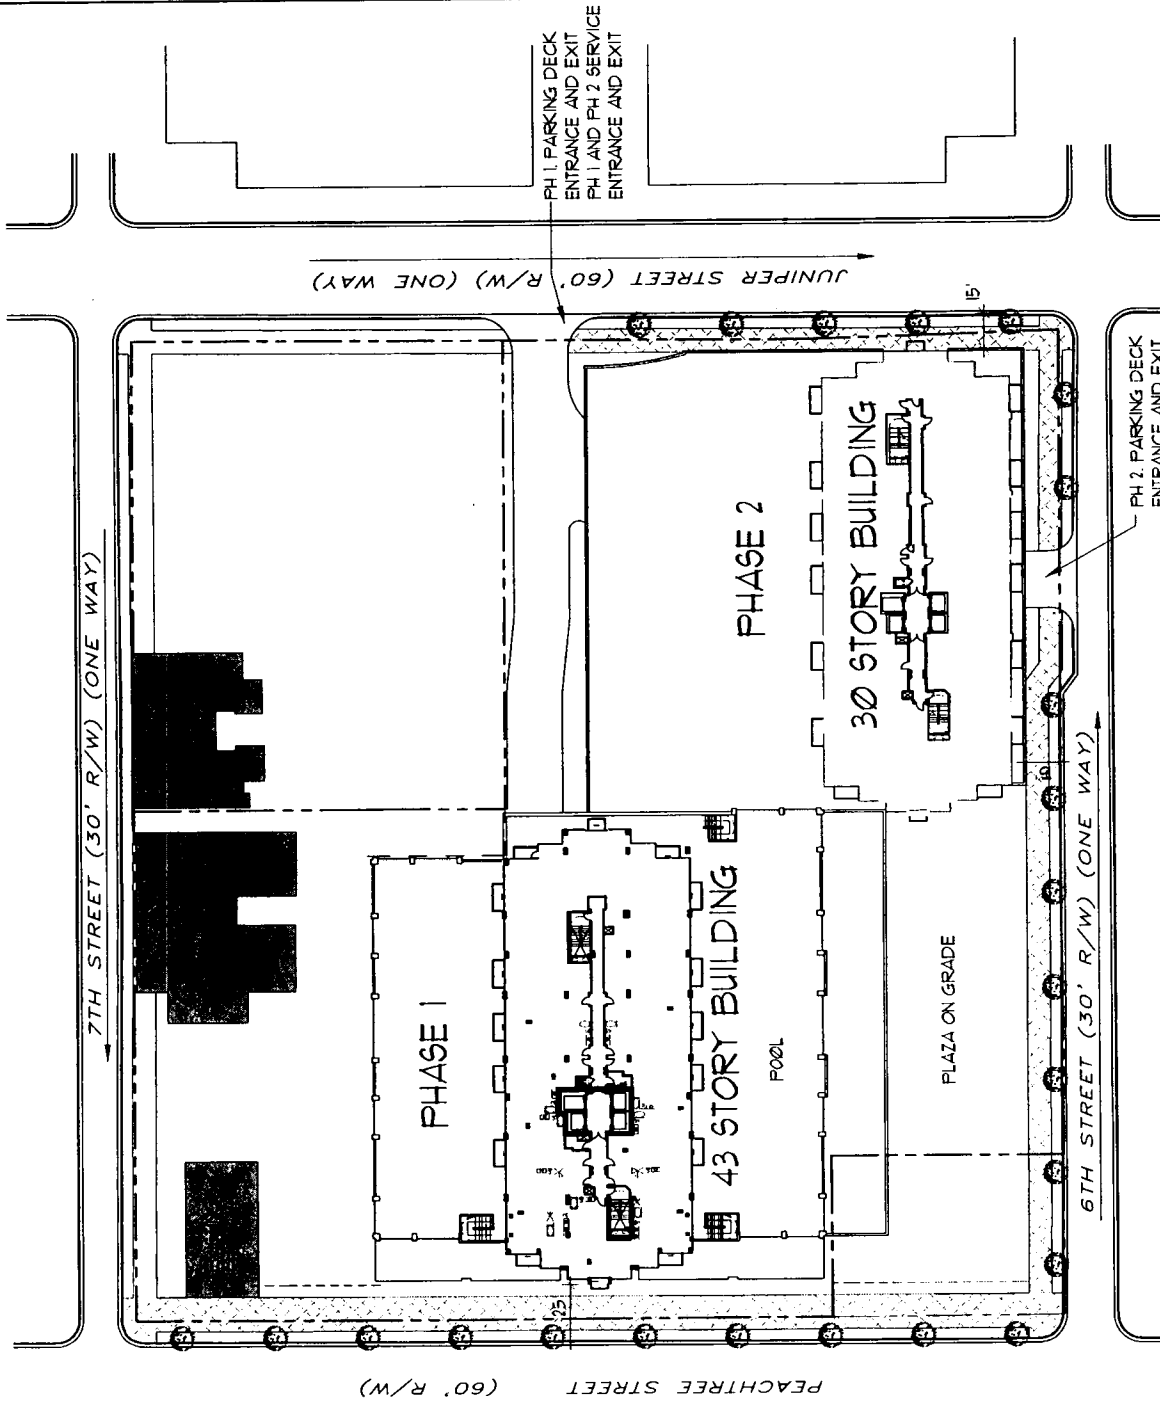 PH 1. PARKING DECK
ENTRANCE AND EXIT
PH 1 AND PH 2 SERVICE
ENTRANCE AND EXIT
JUNIPER STREET (60' R/W) (ONE WAY)
15'
PH 2. PARKING DECK
ENTRANCE AND EXIT
7TH STREET (30' R/W) (ONE WAY)
PHASE 2
30 STORY BUILDING
10
PHASE 1
43 STORY BUILDING
POOL
PLAZA ON GRADE
6TH STREET (30' R/W) (ONE WAY)
25
PEACHTREE STREET (60' R/W)